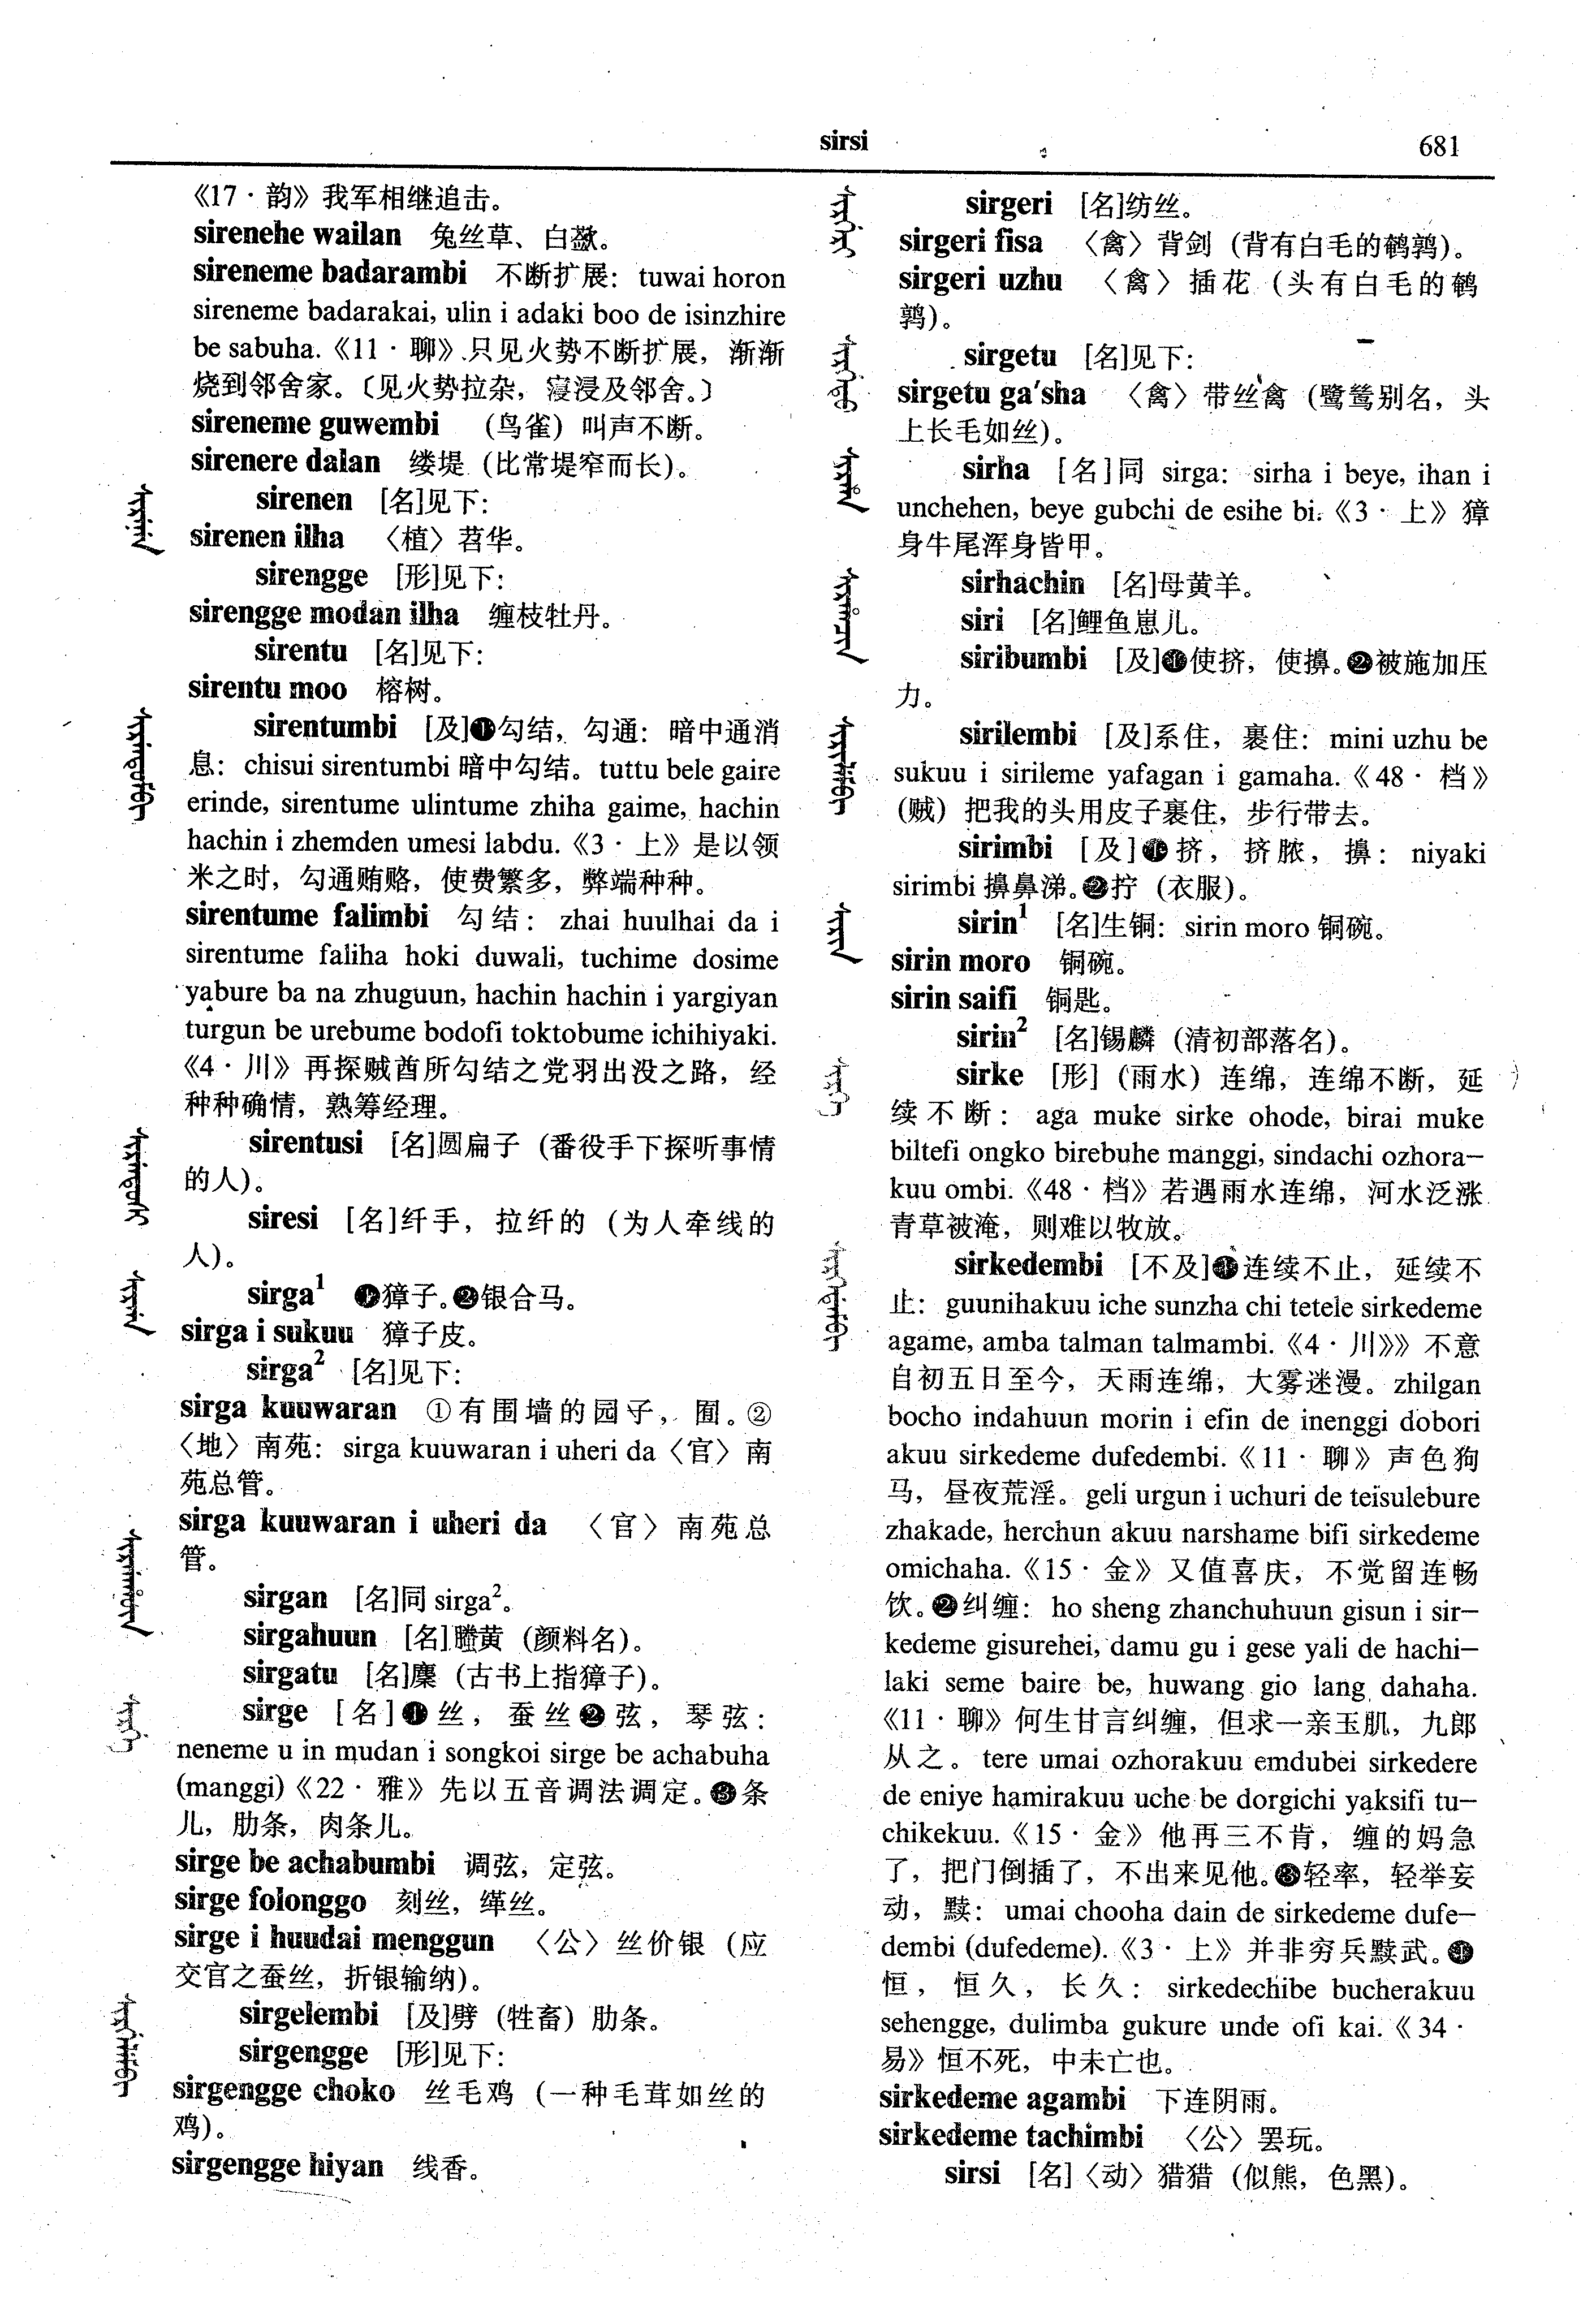 sirsi
681
《17·韵》我军相继追击。
sirenehe wailan 兔丝草、白蔹。
sireneme badarambi 不断扩展：tuwai horon
sireneme badarakai, ulin i adaki boo de isinzhire
be sabuha.《11·聊》只见火势不断扩展，渐渐
烧到邻舍家。〔见火势拉杂，寖浸及邻舍。〕
sireneme guwembi （鸟雀）叫声不断。
sirenere dalan 缕堤（比常堤窄而长）。
sirenen [名]见下：
sirenen ilha 〈植〉苕华。
sirengge [形]见下：
sirengge modan ilha 缠枝牡丹。
sirentu [名]见下：
sirentu moo 榕树。
sirentumbi [及]❶勾结，勾通：暗中通消
息：chisui sirentumbi 暗中勾结。tuttu bele gaire
erinde, sirentume ulintume zhiha gaime, hachin
hachin i zhemden umesi labdu.《3·上》是以领
米之时，勾通贿赂，使费繁多，弊端种种。
sirentume falimbi 勾结：zhai huulhai da i
sirentume faliha hoki duwali, tuchime dosime
yabure ba na zhuguun, hachin hachin i yargiyan
turgun be urebume bodofi toktobume ichihiyaki.
《4·川》再探贼酋所勾结之党羽出没之路，经
种种确情，熟筹经理。
sirentusi [名]圆扁子（番役手下探听事情
的人）。
siresi [名]纤手，拉纤的（为人牵线的
人）。
sirga¹ ❶獐子。❷银合马。
sirga i sukuu 獐子皮。
sirga² [名]见下：
sirga kuuwaran ①有围墙的园子，囿。②
〈地〉南苑：sirga kuuwaran i uheri da〈官〉南
苑总管。
sirga kuuwaran i uheri da 〈官〉南苑总
管。
sirgan [名]同 sirga²。
sirgahuun [名]黄（颜料名）。
sirgatu [名]麇（古书上指獐子）。
sirge [名]❶丝，蚕丝❷弦，琴弦：
neneme u in mudan i songkoi sirge be achabuha
(manggi)《22·雅》先以五音调法调定。❸条
儿，肋条，肉条儿。
sirge be achabumbi 调弦，定弦。
sirge folonggo 刻丝，缂丝。
sirge i huudai menggun 〈公〉丝价银（应
交官之蚕丝，折银输纳）。
sirgelembi [及]劈（牲畜）肋条。
sirgengge [形]见下：
sirgengge choko 丝毛鸡（一种毛茸如丝的
鸡）。
sirgengge hiyan 线香。
sirgeri [名]纺丝。
sirgeri fisa 〈禽〉背剑（背有白毛的鹌鹑）。
sirgeri uzhu 〈禽〉插花（头有白毛的鹌
鹑）。
sirgetu [名]见下：
sirgetu ga'sha 〈禽〉带丝禽（鹭鸶别名，头
上长毛如丝）。
sirha [名]同 sirga: sirha i beye, ihan i
unchehen, beye gubchi de esihe bi.《3·上》獐
身牛尾浑身皆甲。
sirhachin [名]母黄羊。
siri [名]鲤鱼崽儿。
siribumbi [及]❶使挤，使擤。❷被施加压
力。
sirilembi [及]系住，裹住：mini uzhu be
sukuu i sirileme yafagan i gamaha.《48·档》
（贼）把我的头用皮子裹住，步行带去。
sirimbi [及]❶挤，挤脓，擤：niyaki
sirimbi 擤鼻涕。❷拧（衣服）。
sirin¹ [名]生铜：sirin moro 铜碗。
sirin moro 铜碗。
sirin saifi 铜匙。
sirin² [名]锡麟（清初部落名）。
sirke [形]（雨水）连绵，连绵不断，延
续不断：aga muke sirke ohode, birai muke
biltefi ongko birebuhe manggi, sindachi ozhora—
kuu ombi.《48·档》若遇雨水连绵，河水泛涨
青草被淹，则难以牧放。
sirkedembi [不及]❶连续不止，延续不
止：guunihakuu iche sunzha chi tetele sirkedeme
agame, amba talman talmambi.《4·川》》不意
自初五日至今，天雨连绵，大雾迷漫。zhilgan
bocho indahuun morin i efin de inenggi dobori
akuu sirkedeme dufedembi.《11·聊》声色狗
马，昼夜荒淫。geli urgun i uchuri de teisulebure
zhakade, herchun akuu narshame bifi sirkedeme
omichaha.《15·金》又值喜庆，不觉留连畅
饮。❷纠缠：ho sheng zhanchuhuun gisun i sir—
kedeme gisurehei, damu gu i gese yali de hachi—
laki seme baire be, huwang gio lang dahaha.
《11·聊》何生甘言纠缠，但求一亲玉肌，九郎
从之。tere umai ozhorakuu emdubei sirkedere
de eniye hamirakuu uche be dorgichi yaksifi tu—
chikekuu.《15·金》他再三不肯，缠的妈急
了，把门倒插了，不出来见他。❸轻率，轻举妄
动，黩：umai chooha dain de sirkedeme dufe—
dembi (dufedeme).《3·上》并非穷兵黩武。❹
恒，恒久，长久：sirkedechibe bucherakuu
sehengge, dulimba gukure unde ofi kai.《34·
易》恒不死，中未亡也。
sirkedeme agambi 下连阴雨。
sirkedeme tachimbi 〈公〉罢玩。
sirsi [名]〈动〉猎猎（似熊，色黑）。